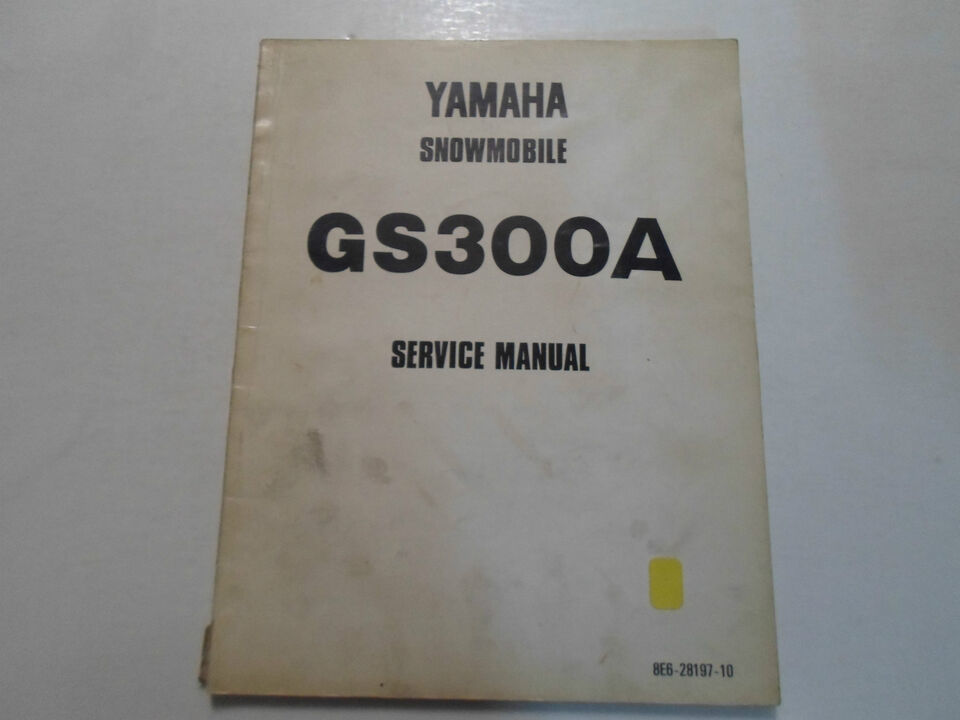 YAMAHA
SNOWMOBILE
GS300A
SERVICE MANUAL
8E6-28197-10